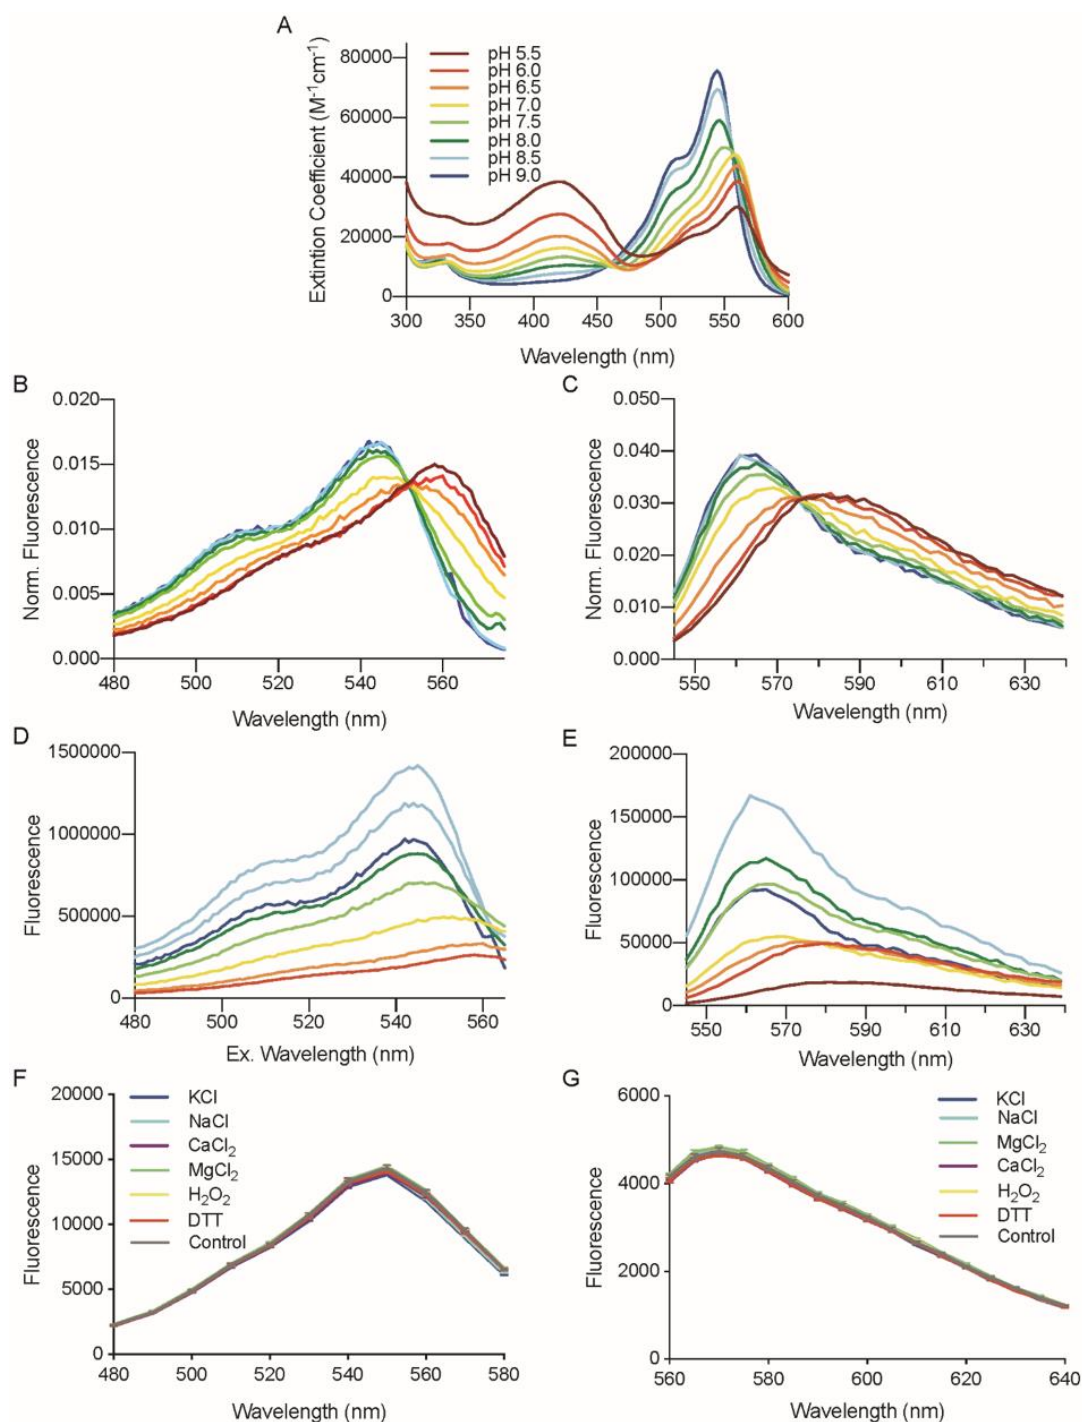 A
Extintion Coefficient (M-1cm-1)
80000
60000
40000
20000
0
pH 5.5
pH 6.0
pH 6.5
pH 7.0
pH 7.5
pH 8.0
pH 8.5
pH 9.0
300 350 400 450 500 550 600
Wavelength (nm)
B
Norm. Fluorescence
0.020
0.015
0.010
0.005
0.000
480 500 520 540 560
Wavelength (nm)
C
Norm. Fluorescence
0.050
0.040
0.030
0.020
0.010
0.000
550 570 590 610 630
Wavelength (nm)
D
Fluorescence
1500000
1000000
500000
0
480 500 520 540 560
Ex. Wavelength (nm)
E
Fluorescence
200000
150000
100000
50000
0
550 570 590 610 630
Wavelength (nm)
F
Fluorescence
20000
15000
10000
5000
0
KCl
NaCl
CaCl2
MgCl2
H2O2
DTT
Control
480 500 520 540 560 580
Wavelength (nm)
G
Fluorescence
6000
4000
2000
0
KCl
NaCl
MgCl2
CaCl2
H2O2
DTT
Control
560 580 600 620 640
Wavelength (nm)